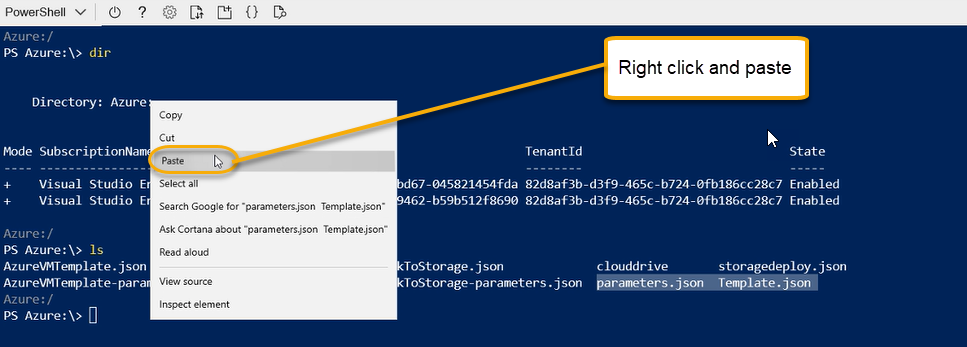 PowerShell
Azure:/
PS Azure:\> dir
Right click and paste
Directory: Azure:
Copy
Cut
Paste
Select all
Search Google for "parameters.json  Template.json"
Ask Cortana about "parameters.json  Template.json"
Read aloud
View source
Inspect element
Mode SubscriptionName TenantId State
---- ---------------- -------- -----
+ Visual Studio En bd67-045821454fda 82d8af3b-d3f9-465c-b724-0fb186cc28c7 Enabled
+ Visual Studio En 9462-b59b512f8690 82d8af3b-d3f9-465c-b724-0fb186cc28c7 Enabled
Azure:/
PS Azure:\> ls
AzureVMTemplate.json kToStorage.json clouddrive storagedeploy.json
AzureVMTemplate-para kToStorage-parameters.json parameters.json Template.json
Azure:/
PS Azure:\>